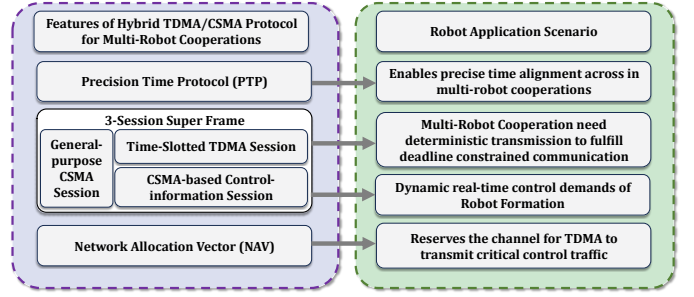 Features of Hybrid TDMA/CSMA Protocol
for Multi-Robot Cooperations
Precision Time Protocol (PTP)
3-Session Super Frame
General-
purpose
CSMA
Session
Time-Slotted TDMA Session
CSMA-based Control-
information Session
Network Allocation Vector (NAV)
Robot Application Scenario
Enables precise time alignment across in
multi-robot cooperations
Multi-Robot Cooperation need
deterministic transmission to fulfill
deadline constrained communication
Dynamic real-time control demands of
Robot Formation
Reserves the channel for TDMA to
transmit critical control traffic